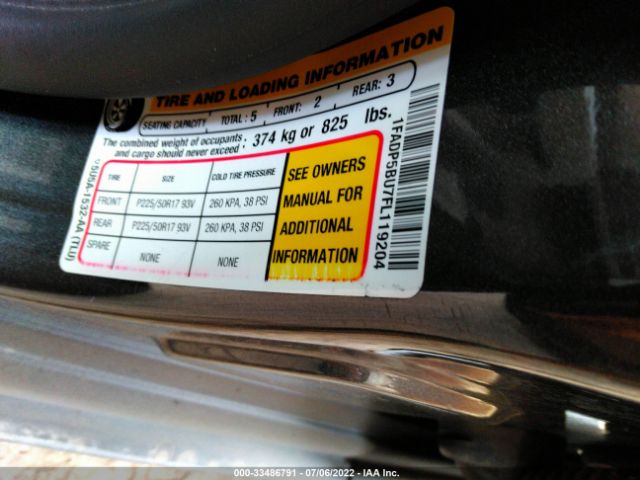 TIRE AND LOADING INFORMATION
SEATING CAPACITY TOTAL : 5 FRONT: 2 REAR: 3
The combined weight of occupants and cargo should never exceed : 374 kg or 825 lbs.
TIRE SIZE COLD TIRE PRESSURE
FRONT P225/50R17 93V 260 KPA, 38 PSI
REAR P225/50R17 93V 260 KPA, 38 PSI
SPARE NONE NONE
SEE OWNERS
MANUAL FOR
ADDITIONAL
INFORMATION
1FADP5BU7FL119204
000-33486791 - 07/06/2022 - IAA Inc.